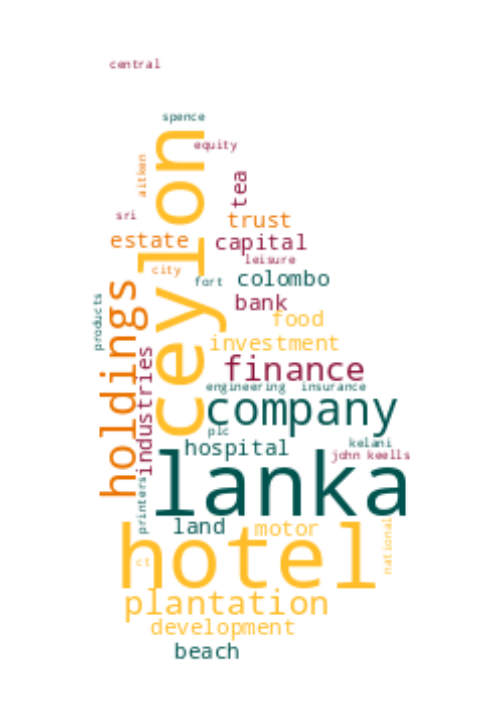 central
spence
equity
aitken
tea
sri
ceylon
trust
estate
capital
leisure
city
fort
colombo
holdings
products
bank
food
investment
industries
finance
engineering
insurance
company
plc
hospital
kelani
john keells
lanka
printers
land
motor
national
hotel
ct
plantation
development
beach